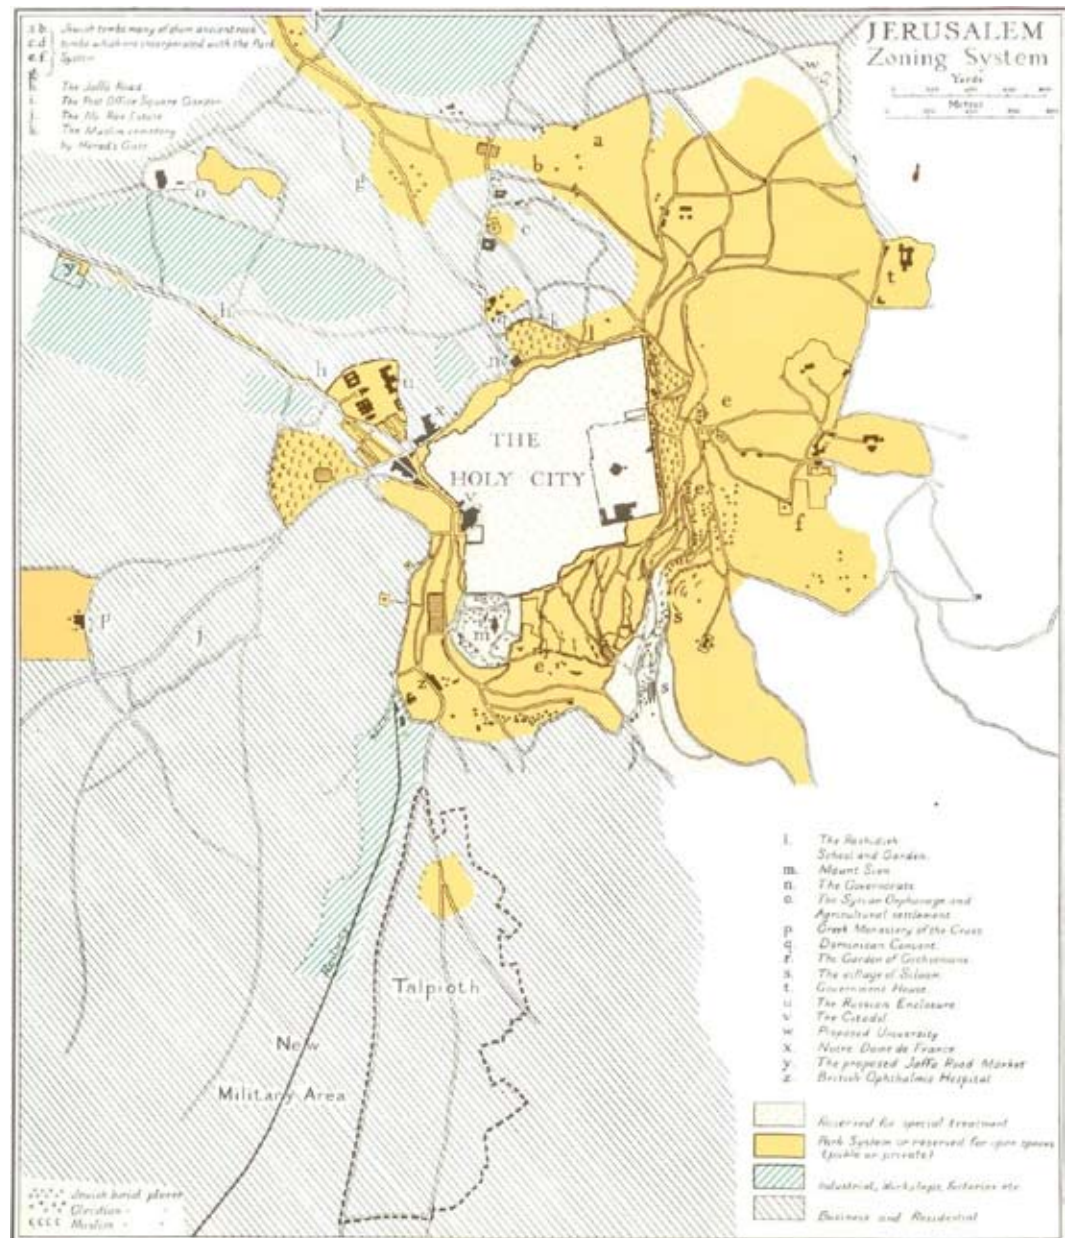 JERUSALEM
Zoning System
Yards
Metres
a.b. Jewish tombs many of them ancient rock
c.d. tombs which are incorporated with the Park
e.f. System
g.
h. The Jaffa Road
i. The Post Office Square Garden
j. The Estate
k. The Muslim cemetery
by Herod's Gate
w
a
b
g
o
c
t
y
h
k
l
n
h
u
x
THE
HOLY CITY
e
v
e
f
p
j
m
s
e
z
s
Railway
Talpioth
New
Military Area
l. The Rashidieh
School and Garden.
m. Mount Sion
n. The Governorate
o. The Syrian Orphanage and
Agricultural settlement
p Greek Monastery of the Cross
q Dominican Convent.
r The Garden of Gethsemane.
s The village of Siloam
t Government House.
u The Russian Enclosure
v The Citadel.
w Proposed University
x Notre Dame de France
y The proposed Jaffa Road Market
z British Ophthalmic Hospital
Reserved for special treatment
Park System or reserved for open spaces
(public or private)
Industrial, Workshops, Factories etc
Business and Residential
Jewish burial places
Christian " "
Muslim " "